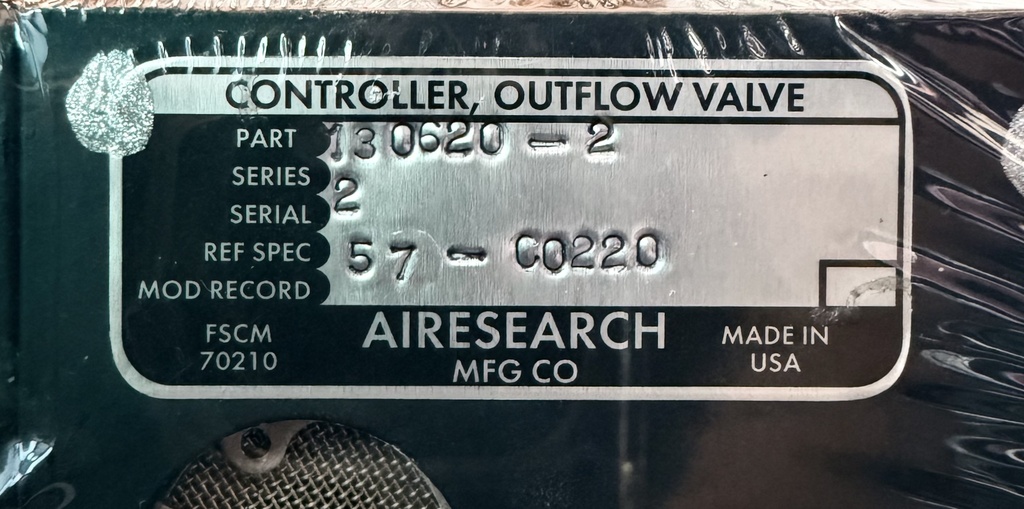 CONTROLLER, OUTFLOW VALVE
PART 130620-2
SERIES 2
SERIAL
REF SPEC 57-C0220
MOD RECORD
FSCM
70210
AIRESEARCH
MFG CO
MADE IN
USA